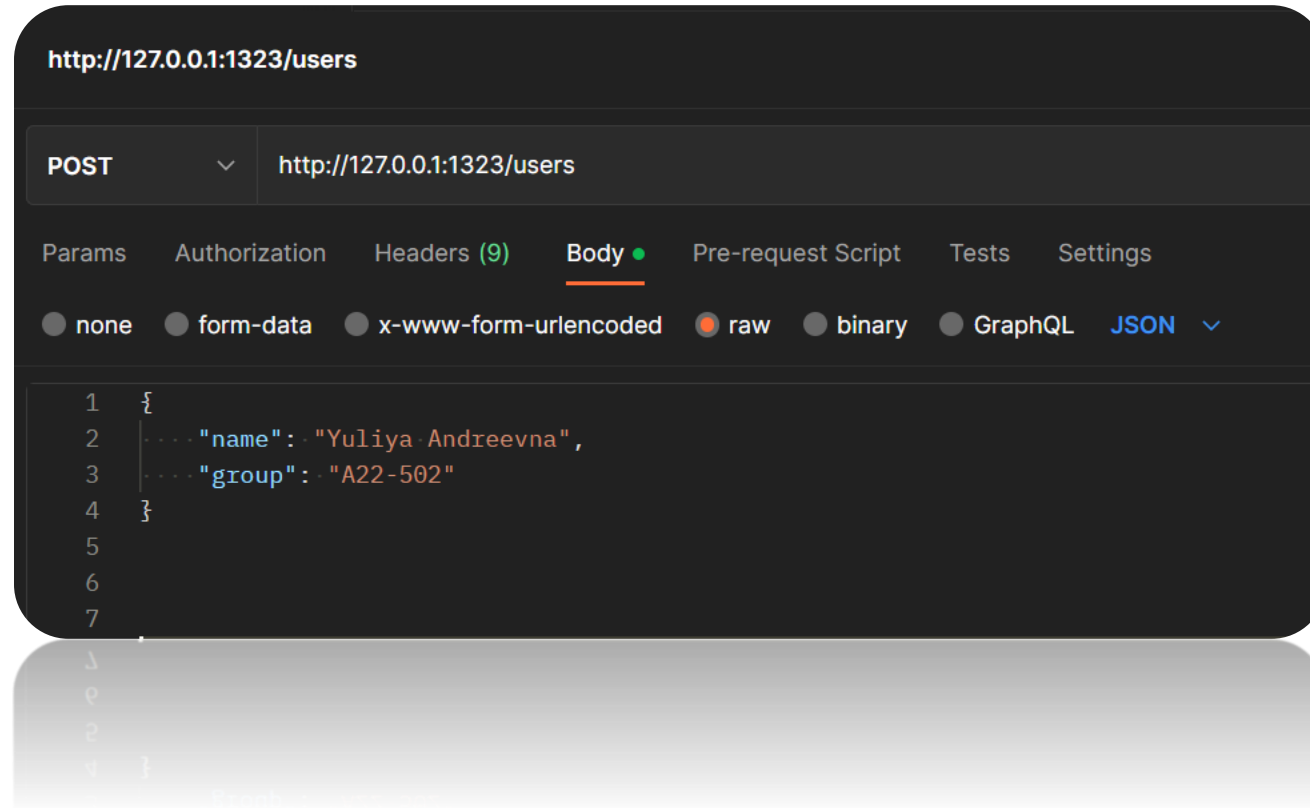 http://127.0.0.1:1323/users
POST http://127.0.0.1:1323/users
Params Authorization Headers (9) Body Pre-request Script Tests Settings
none form-data x-www-form-urlencoded raw binary GraphQL JSON
1 {
2 "name": "Yuliya Andreevna",
3 "group": "A22-502"
4 }
5
6
7